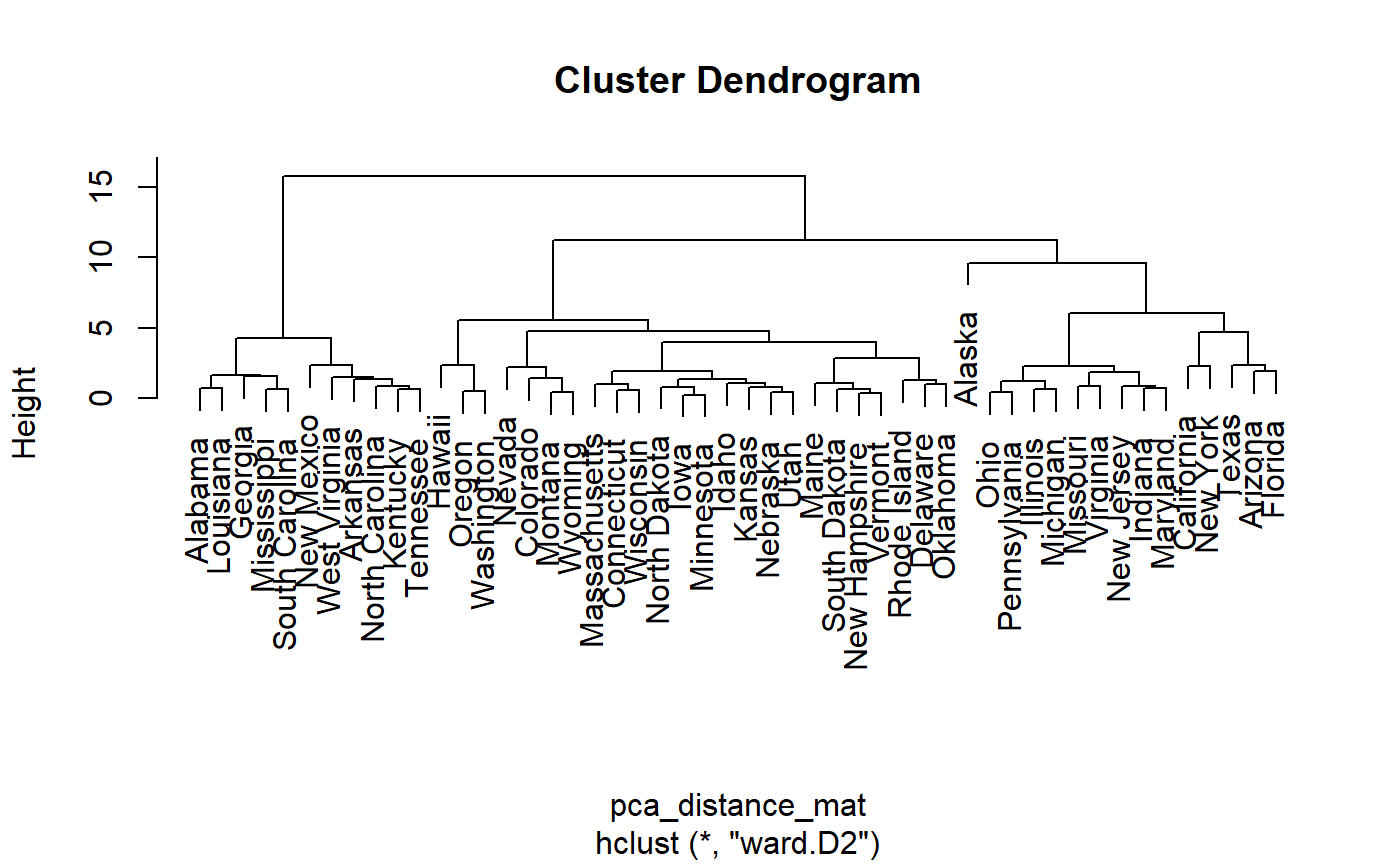 Cluster Dendrogram
Height
15
10
5
0
Alabama
Louisiana
Georgia
Mississippi
South Carolina
New Mexico
West Virginia
Arkansas
North Carolina
Kentucky
Tennessee
Hawaii
Oregon
Washington
Nevada
Colorado
Montana
Wyoming
Massachusetts
Connecticut
Wisconsin
North Dakota
Iowa
Minnesota
Idaho
Kansas
Nebraska
Utah
Maine
South Dakota
New Hampshire
Vermont
Rhode Island
Delaware
Oklahoma
Alaska
Ohio
Pennsylvania
Illinois
Michigan
Missouri
Virginia
New Jersey
Indiana
Maryland
California
New York
Texas
Arizona
Florida
pca_distance_mat
hclust (*, "ward.D2")